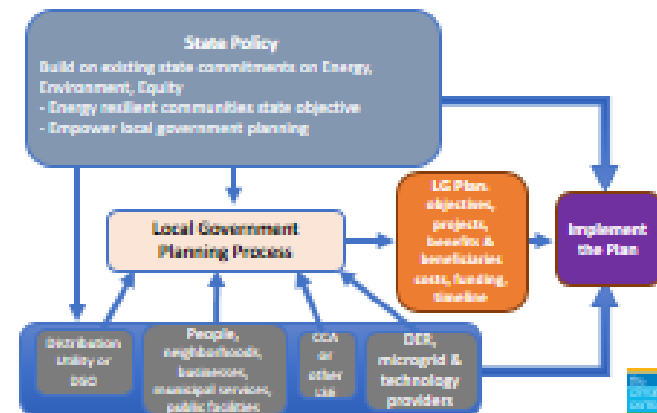 State Policy
Build on existing state commitments on Energy,
Environment, Equity
- Energy resilient communities state objective
- Empower local government planning
Local Government
Planning Process
LG Plan:
objectives,
projects,
benefits &
beneficiaries
costs, funding,
timeline
Implement
the Plan
Distribution
Utility or
DSO
People,
neighborhoods,
businesses,
municipal services,
public facilities
CCA
or
other
DER,
microgrid &
technology
providers